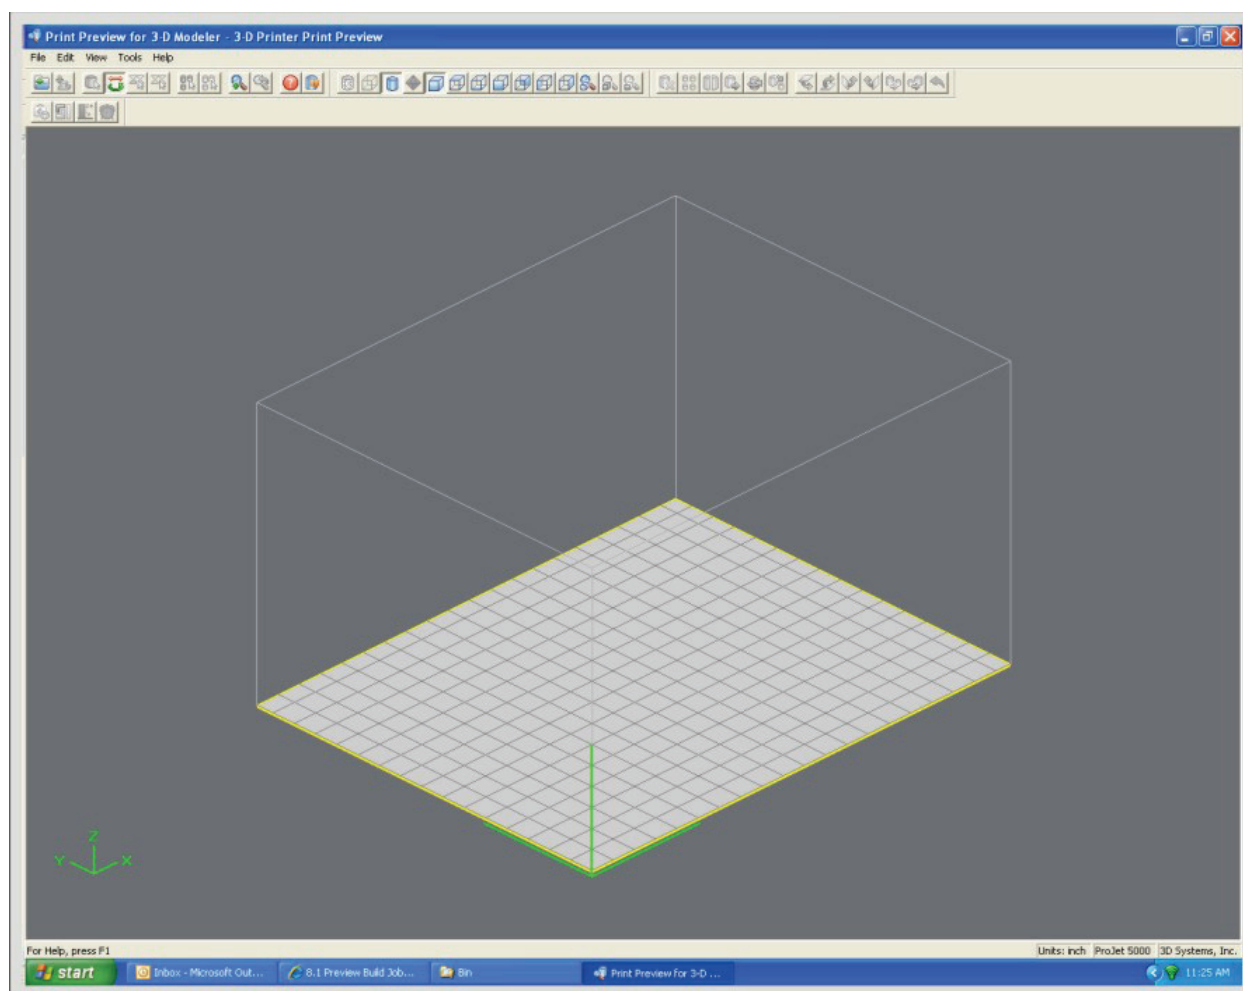 Print Preview for 3-D Modeler - 3-D Printer Print Preview
File Edit View Tools Help
Z
Y X
For Help, press F1
Units: inch ProJet 5000 3D Systems, Inc.
start Inbox - Microsoft Out... 8.1 Preview Build Job... Bin Print Preview for 3-D ... 11:25 AM